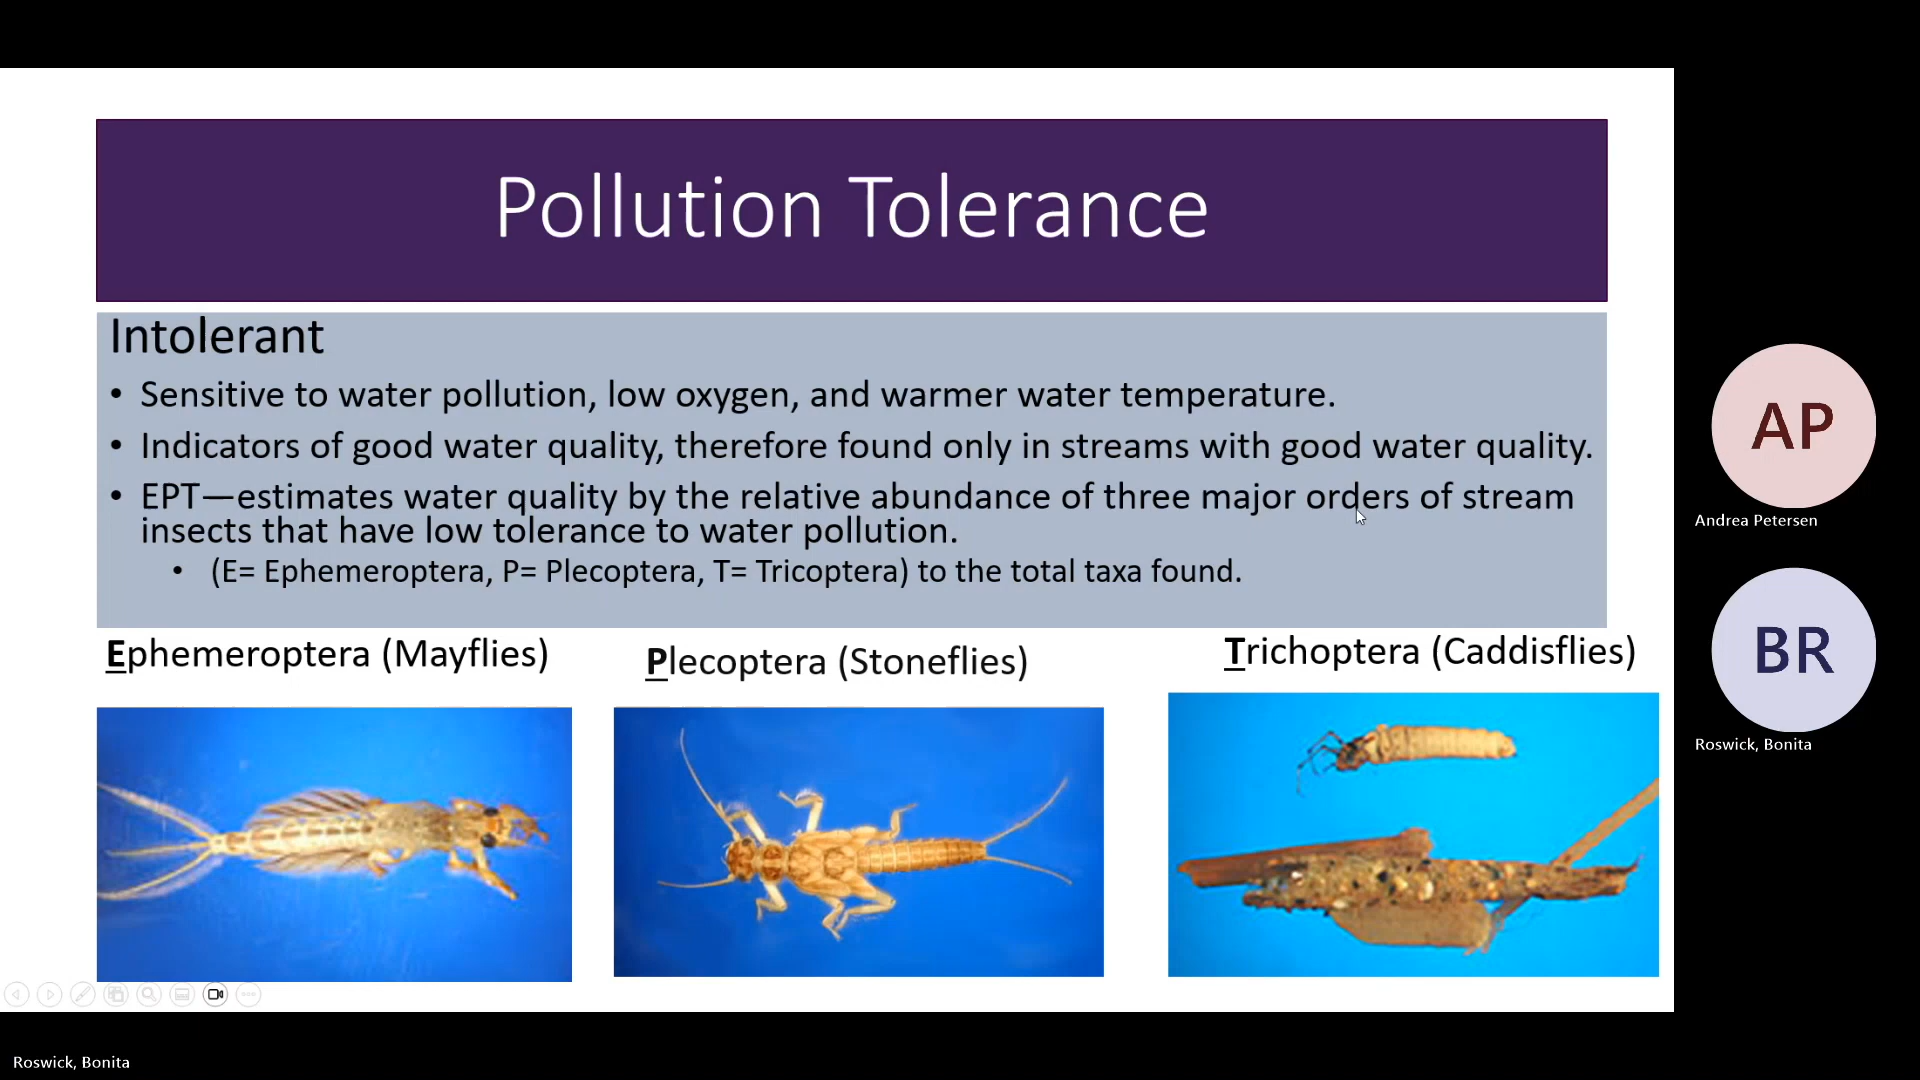 Pollution Tolerance
Intolerant
• Sensitive to water pollution, low oxygen, and warmer water temperature.
• Indicators of good water quality, therefore found only in streams with good water quality.
• EPT—estimates water quality by the relative abundance of three major orders of stream
insects that have low tolerance to water pollution.
• (E= Ephemeroptera, P= Plecoptera, T= Tricoptera) to the total taxa found.
Ephemeroptera (Mayflies)
Plecoptera (Stoneflies)
Trichoptera (Caddisflies)
AP
Andrea Petersen
BR
Roswick, Bonita
Roswick, Bonita